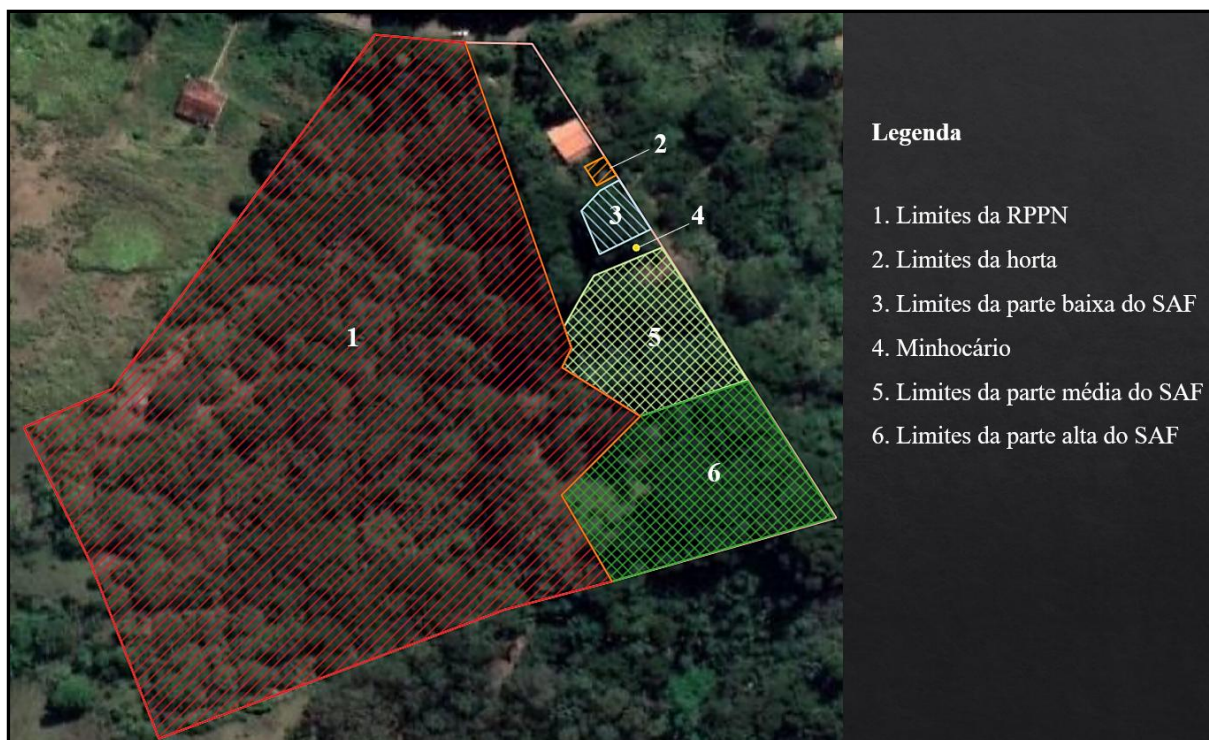 2
3
4
1
5
6
Legenda
1. Limites da RPPN
2. Limites da horta
3. Limites da parte baixa do SAF
4. Minhocário
5. Limites da parte média do SAF
6. Limites da parte alta do SAF